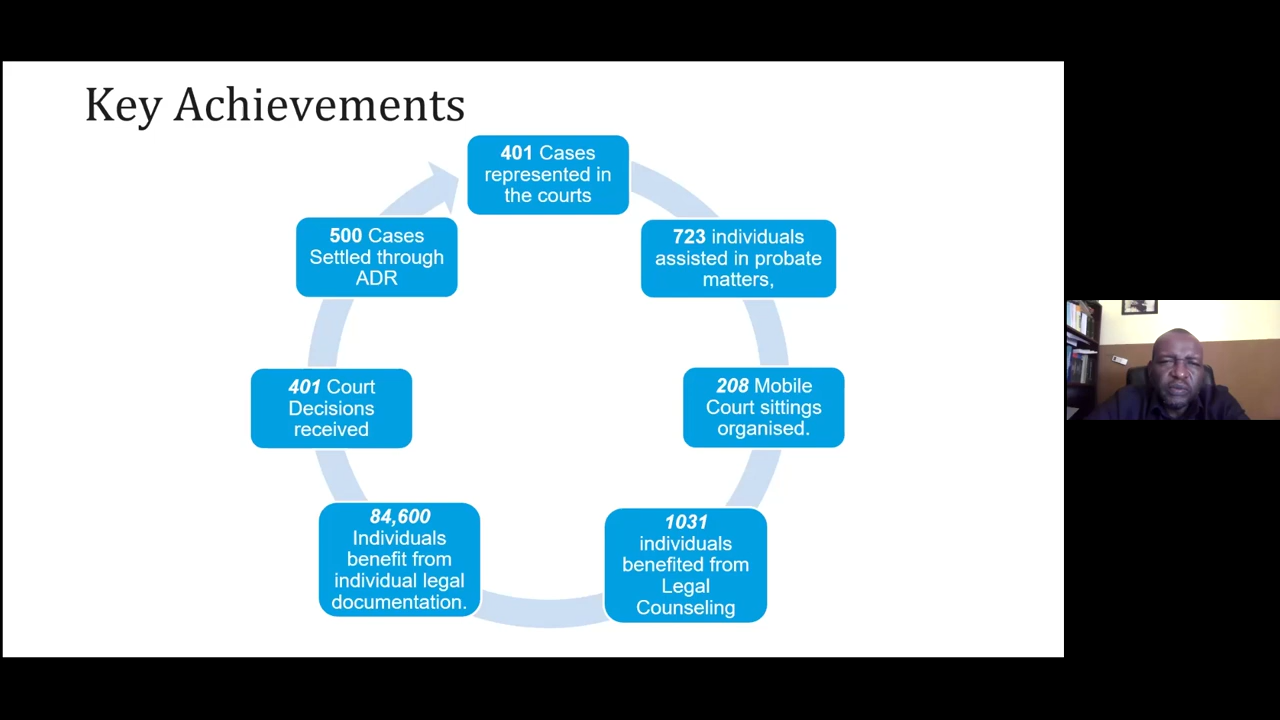 Key Achievements
401 Cases
represented in
the courts
723 individuals
assisted in probate
matters,
208 Mobile
Court sittings
organised.
1031
individuals
benefited from
Legal
Counseling
84,600
Individuals
benefit from
individual legal
documentation.
401 Court
Decisions
received
500 Cases
Settled through
ADR